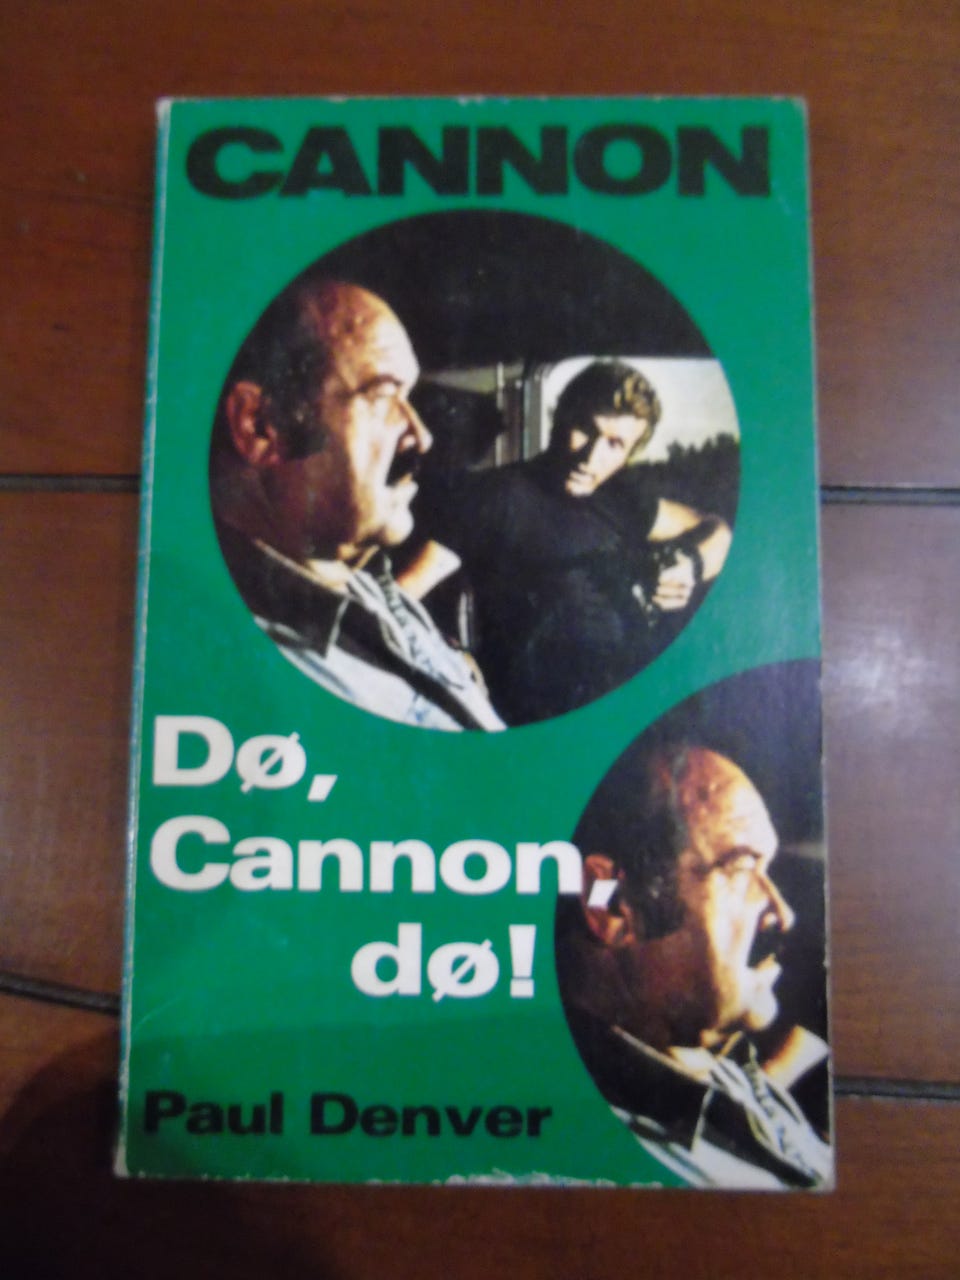 CANNON
Dø,
Cannon,
dø!
Paul Denver